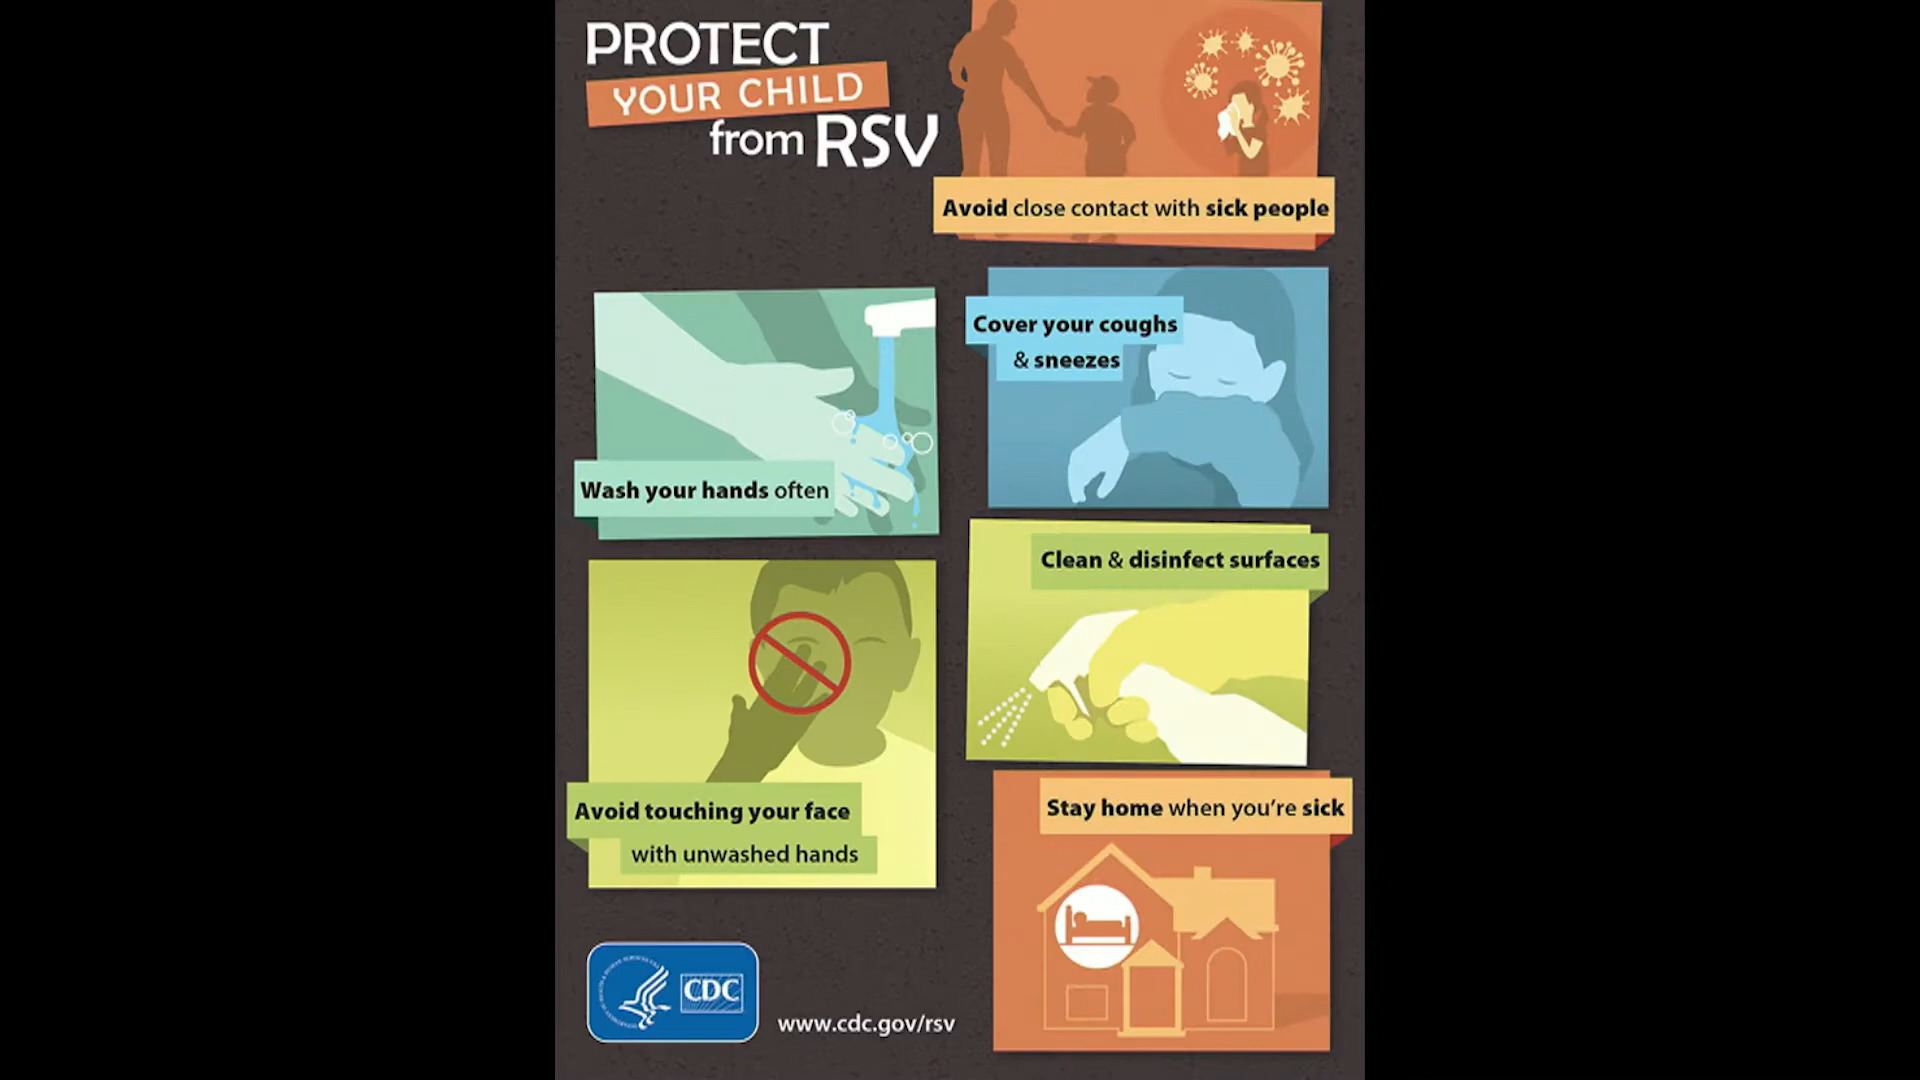 PROTECT
YOUR CHILD
from RSV
Avoid close contact with sick people
Wash your hands often
Cover your coughs
& sneezes
Clean & disinfect surfaces
Avoid touching your face
with unwashed hands
Stay home when you're sick
CDC
www.cdc.gov/rsv